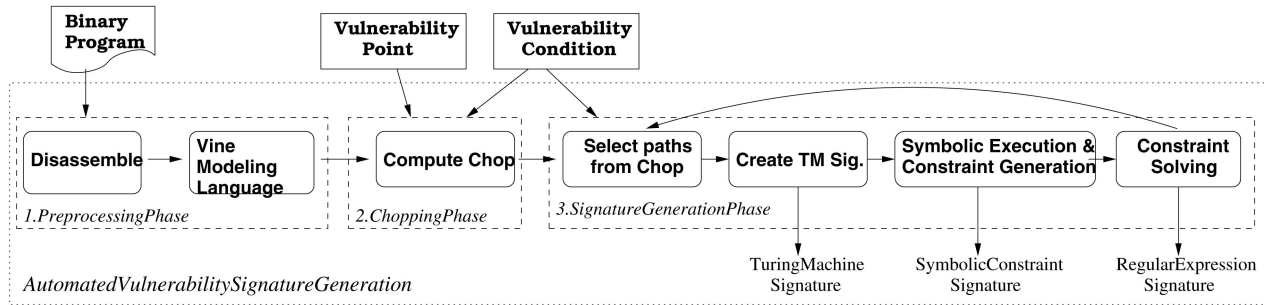 Binary
Program
Vulnerability
Point
Vulnerability
Condition
Disassemble
Vine
Modeling
Language
1.PreprocessingPhase
Compute Chop
2.ChoppingPhase
Select paths
from Chop
Create TM Sig.
Symbolic Execution &
Constraint Generation
Constraint
Solving
3.SignatureGenerationPhase
TuringMachine
Signature
SymbolicConstraint
Signature
RegularExpression
Signature
AutomatedVulnerabilitySignatureGeneration